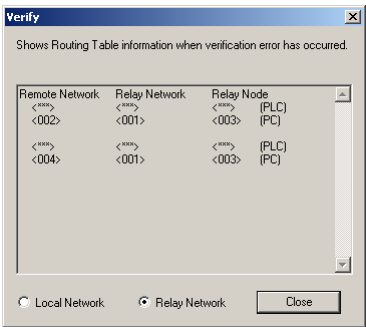 Verify
Shows Routing Table information when verification error has occurred.
Remote Network Relay Network Relay Node
<***> <***> <***> (PLC)
<002> <001> <003> (PC)
<***> <***> <***> (PLC)
<004> <001> <003> (PC)
Local Network Relay Network Close